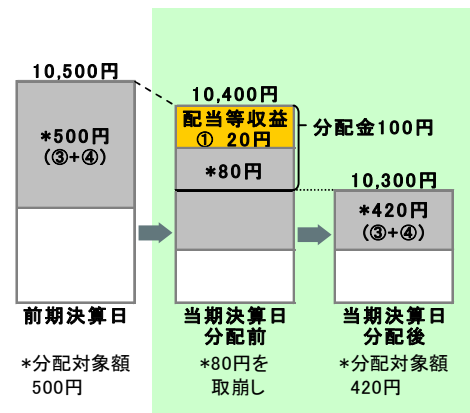 10,500円
*500円
(③+④)
前期決算日
*分配対象額
500円
10,400円
配当等収益
① 20円
*80円
分配金100円
当期決算日
分配前
*80円を
取崩し
10,300円
*420円
(③+④)
当期決算日
分配後
*分配対象額
420円